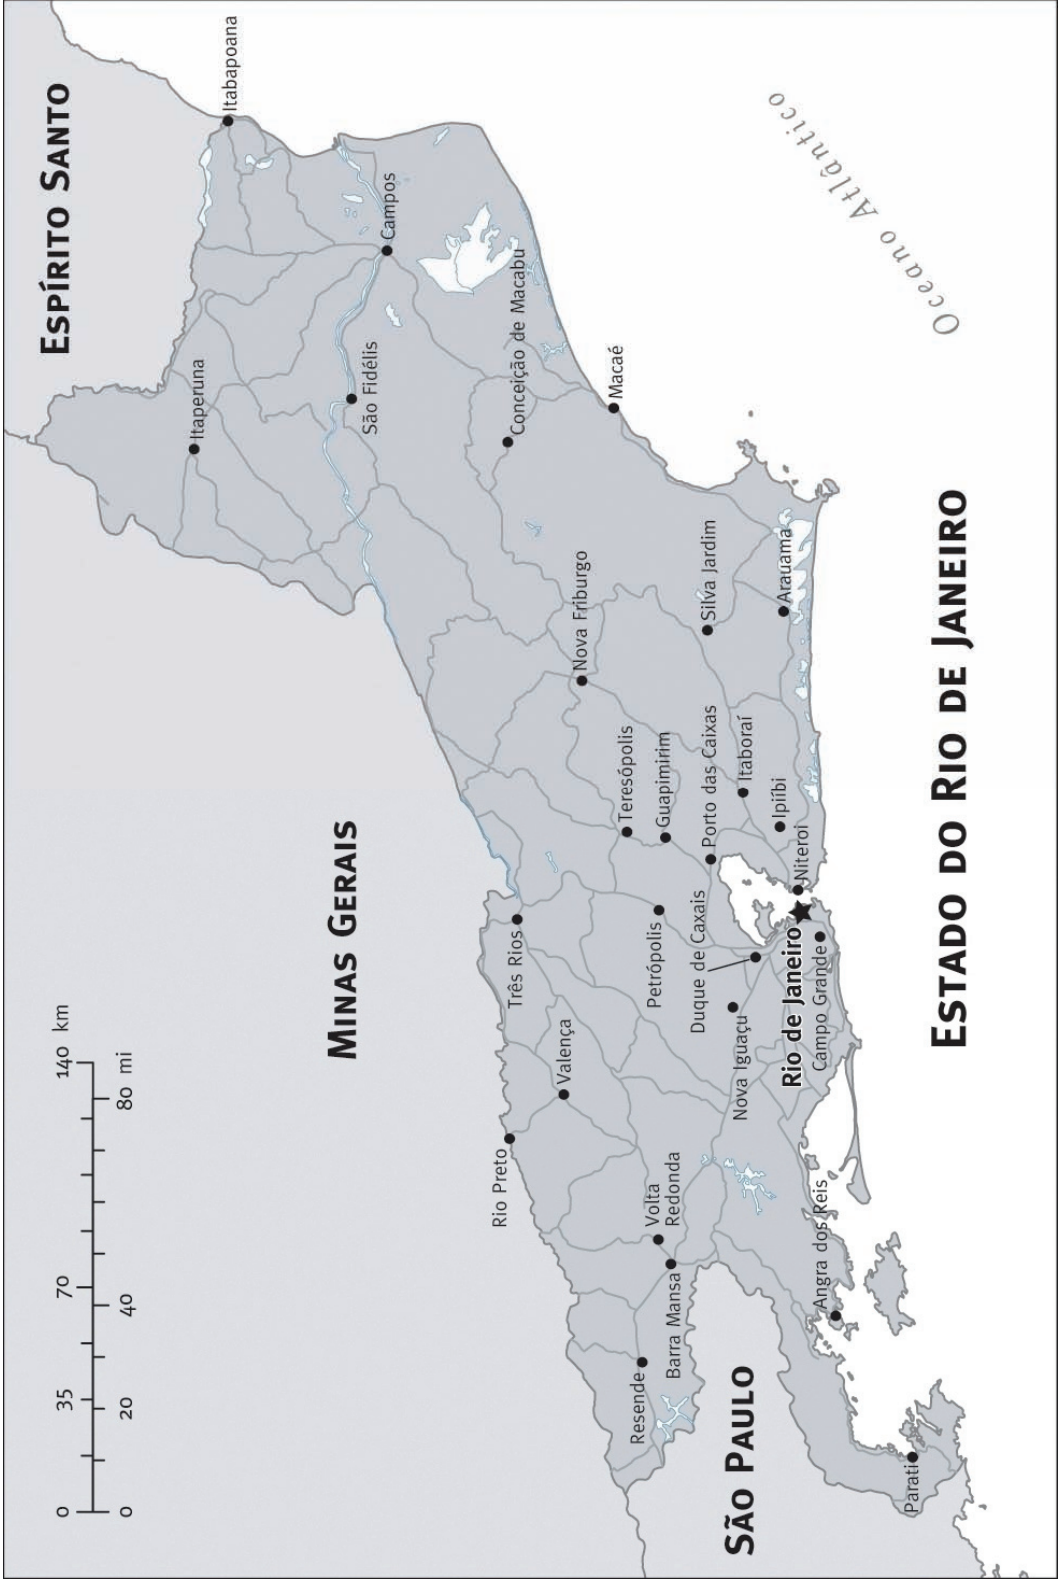 ESPÍRITO SANTO
MINAS GERAIS
SÃO PAULO
ESTADO DO RIO DE JANEIRO
Oceano Atlântico
0 35 70 140 km
0 20 40 80 mi
Itabapoana
Itaperuna
Campos
São Fidélis
Conceição de Macabu
Macaé
Nova Friburgo
Silva Jardim
Arauama
Teresópolis
Guapimirim
Porto das Caixas
Itaboraí
Ipiíbi
Niteroi
Três Rios
Petrópolis
Duque de Caxais
Rio de Janeiro
Campo Grande
Nova Iguaçu
Valença
Rio Preto
Volta
Redonda
Barra Mansa
Resende
Angra dos Reis
Parati